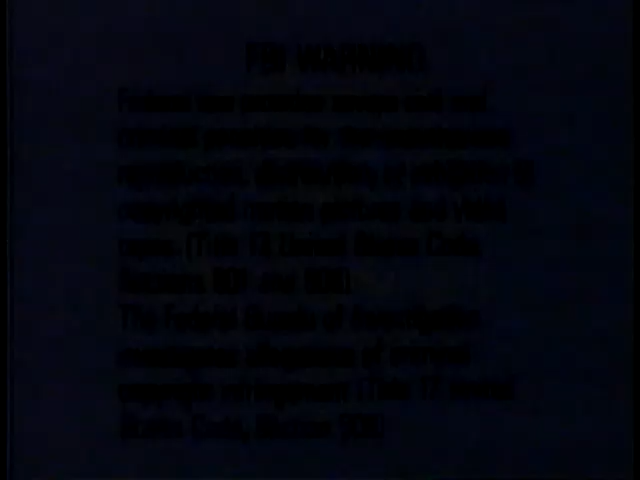 FBI WARNING
Federal law provides severe civil and
criminal penalties for the unauthorized
reproduction, distribution, or exhibition of
copyrighted motion pictures and video
tapes. (Title 17 United States Code,
Sections 501 and 506)
The Federal Bureau of Investigation
investigates allegations of criminal
copyright infringement. (Title 17 United
States Code, Section 506)